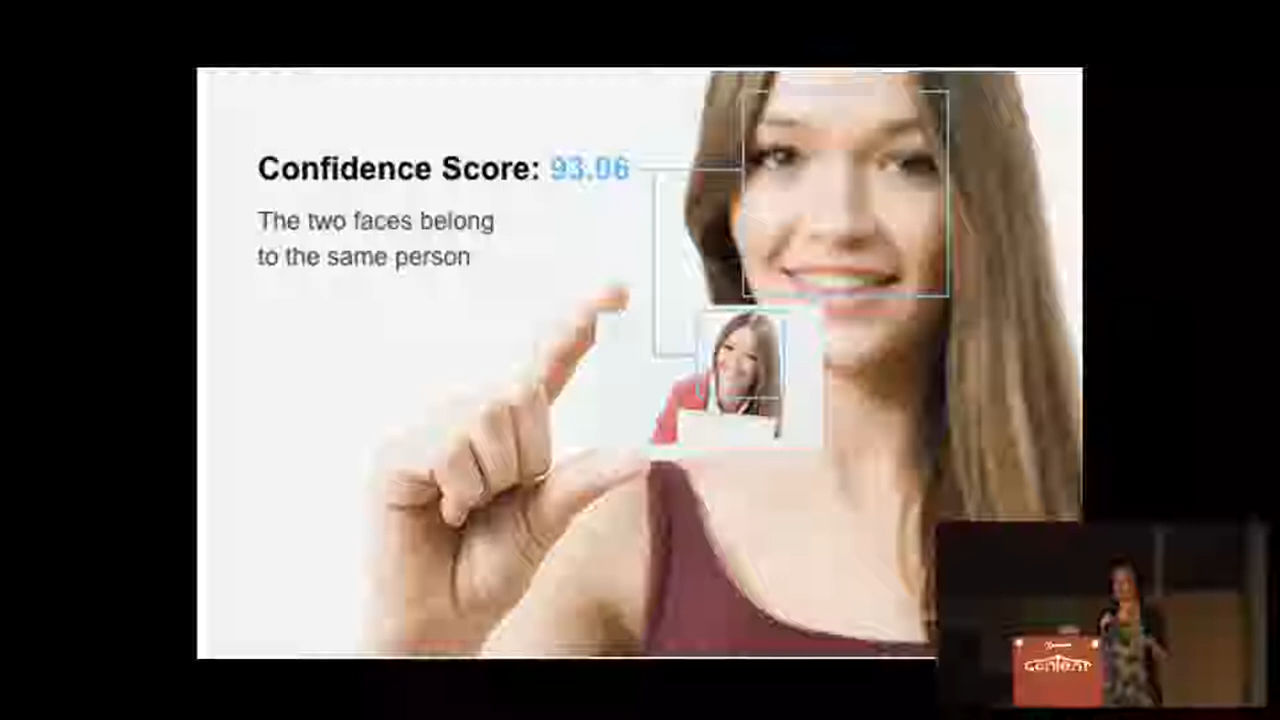 Confidence Score: 93.06
The two faces belong
to the same person